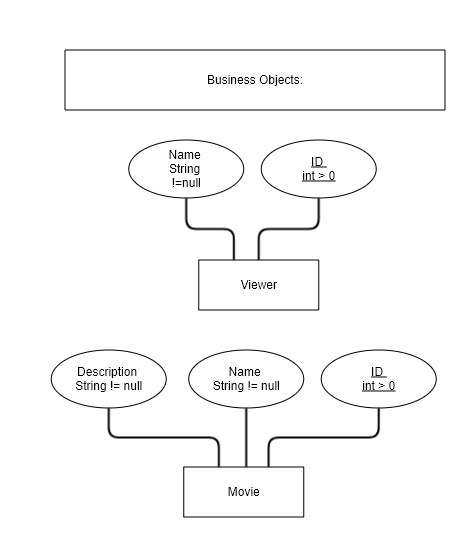 Business Objects:
Name
String
!=null
ID
int > 0
Viewer
Description
String != null
Name
String != null
ID
int > 0
Movie